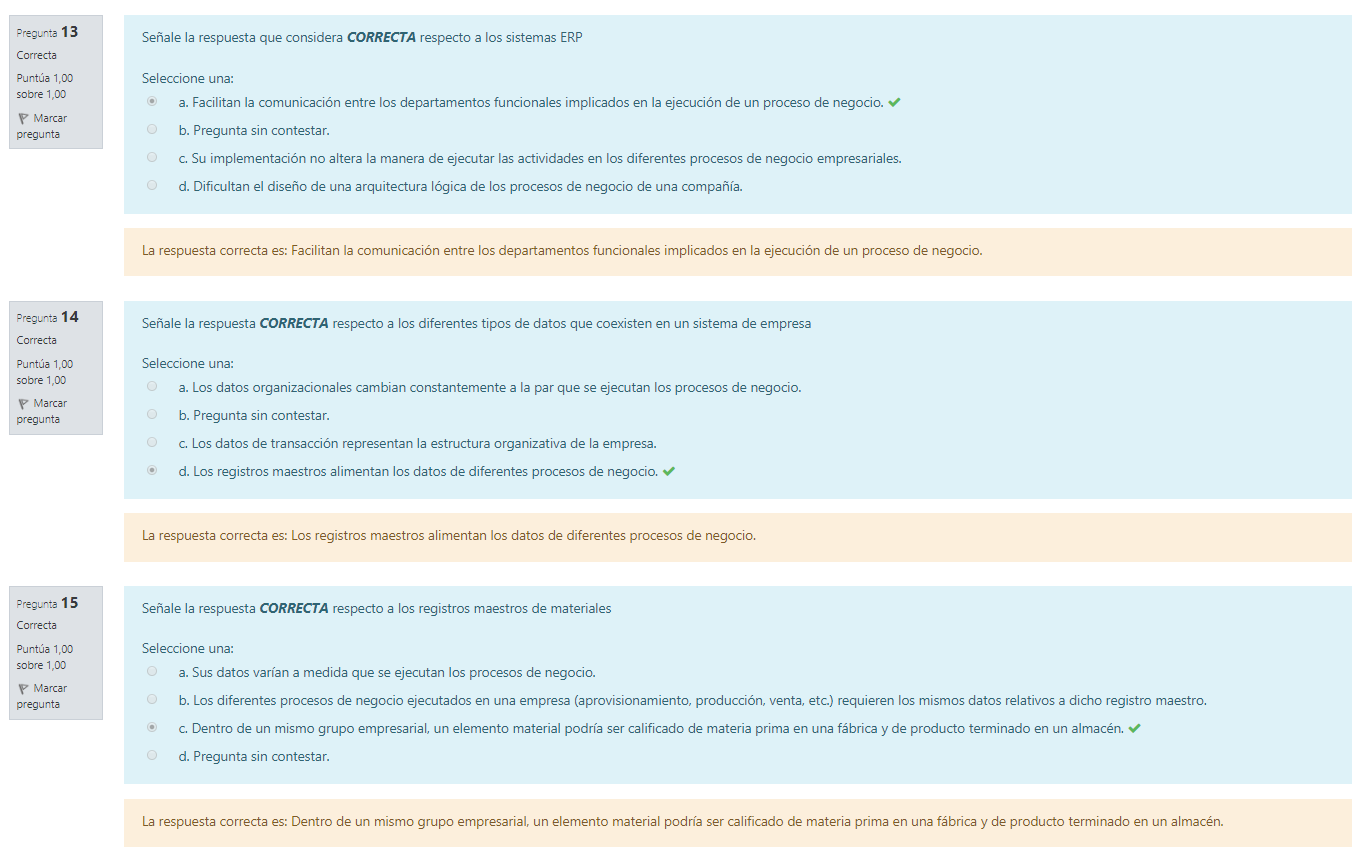 Pregunta 13
Correcta
Puntúa 1,00
sobre 1,00
Marcar
pregunta
Señale la respuesta que considera CORRECTA respecto a los sistemas ERP
Seleccione una:
a. Facilitan la comunicación entre los departamentos funcionales implicados en la ejecución de un proceso de negocio.
b. Pregunta sin contestar.
c. Su implementación no altera la manera de ejecutar las actividades en los diferentes procesos de negocio empresariales.
d. Dificultan el diseño de una arquitectura lógica de los procesos de negocio de una compañía.
La respuesta correcta es: Facilitan la comunicación entre los departamentos funcionales implicados en la ejecución de un proceso de negocio.
Pregunta 14
Correcta
Puntúa 1,00
sobre 1,00
Marcar
pregunta
Señale la respuesta CORRECTA respecto a los diferentes tipos de datos que coexisten en un sistema de empresa
Seleccione una:
a. Los datos organizacionales cambian constantemente a la par que se ejecutan los procesos de negocio.
b. Pregunta sin contestar.
c. Los datos de transacción representan la estructura organizativa de la empresa.
d. Los registros maestros alimentan los datos de diferentes procesos de negocio.
La respuesta correcta es: Los registros maestros alimentan los datos de diferentes procesos de negocio.
Pregunta 15
Correcta
Puntúa 1,00
sobre 1,00
Marcar
pregunta
Señale la respuesta CORRECTA respecto a los registros maestros de materiales
Seleccione una:
a. Sus datos varían a medida que se ejecutan los procesos de negocio.
b. Los diferentes procesos de negocio ejecutados en una empresa (aprovisionamiento, producción, venta, etc.) requieren los mismos datos relativos a dicho registro maestro.
c. Dentro de un mismo grupo empresarial, un elemento material podría ser calificado de materia prima en una fábrica y de producto terminado en un almacén.
d. Pregunta sin contestar.
La respuesta correcta es: Dentro de un mismo grupo empresarial, un elemento material podría ser calificado de materia prima en una fábrica y de producto terminado en un almacén.